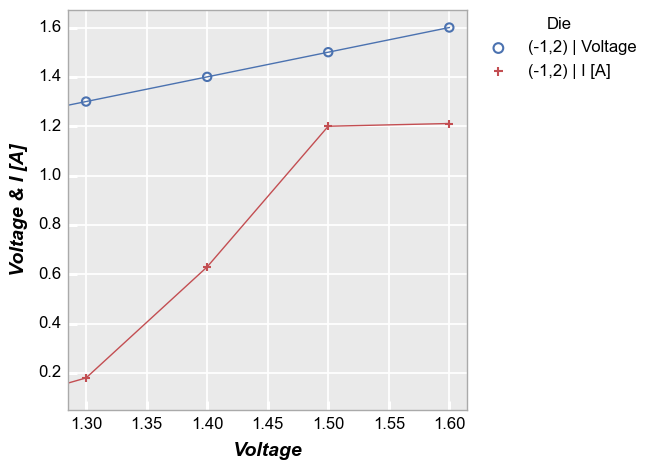 Die
(-1,2) | Voltage
(-1,2) | I [A]
Voltage & I [A]
1.6
1.4
1.2
1.0
0.8
0.6
0.4
0.2
1.30 1.35 1.40 1.45 1.50 1.55 1.60
Voltage